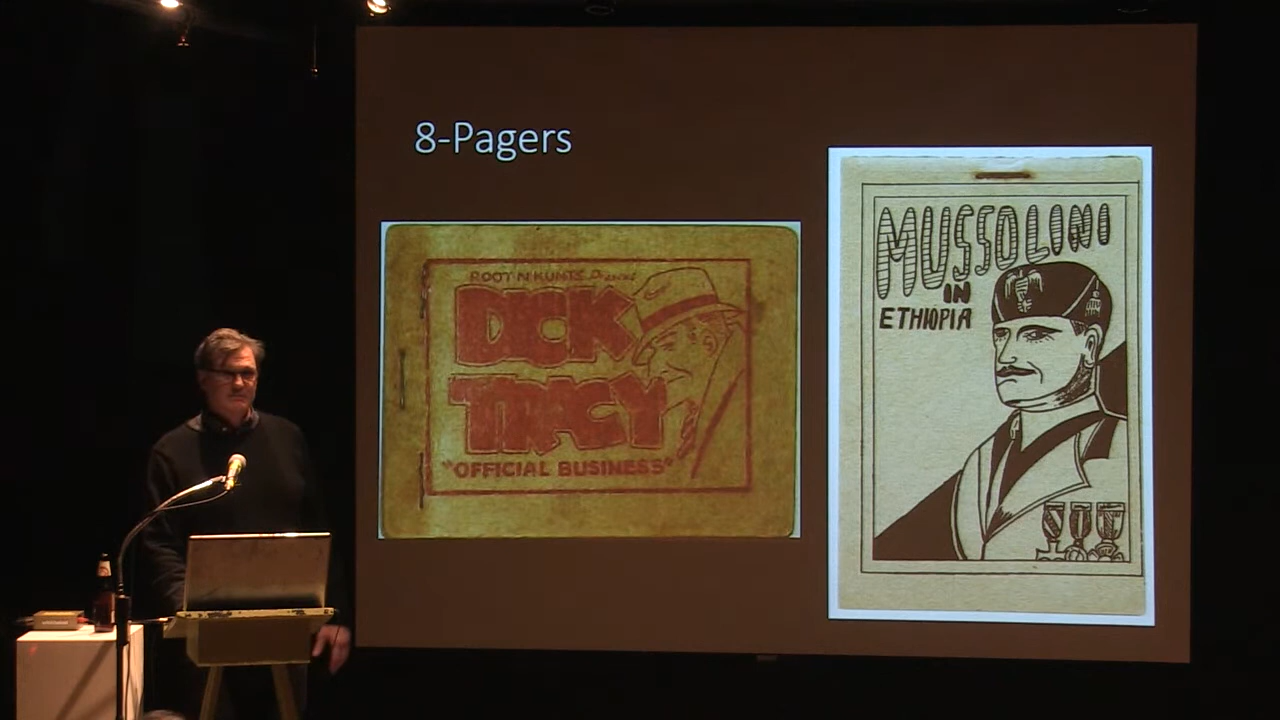 8-Pagers
DICK
TRACY
"OFFICIAL BUSINESS"
MUSSOLINI
IN
ETHIOPIA